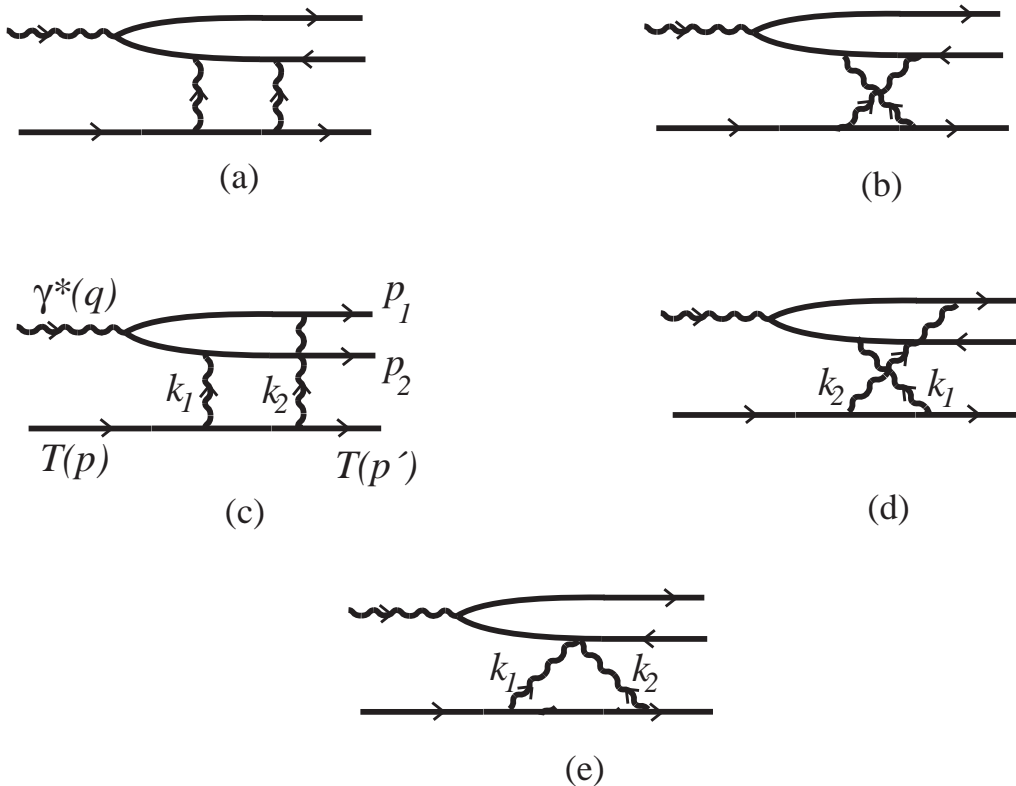 (a)
(b)
γ*(q)
p1
k1
k2
p2
T(p)
T(p´)
(c)
k2
k1
(d)
k1
k2
(e)